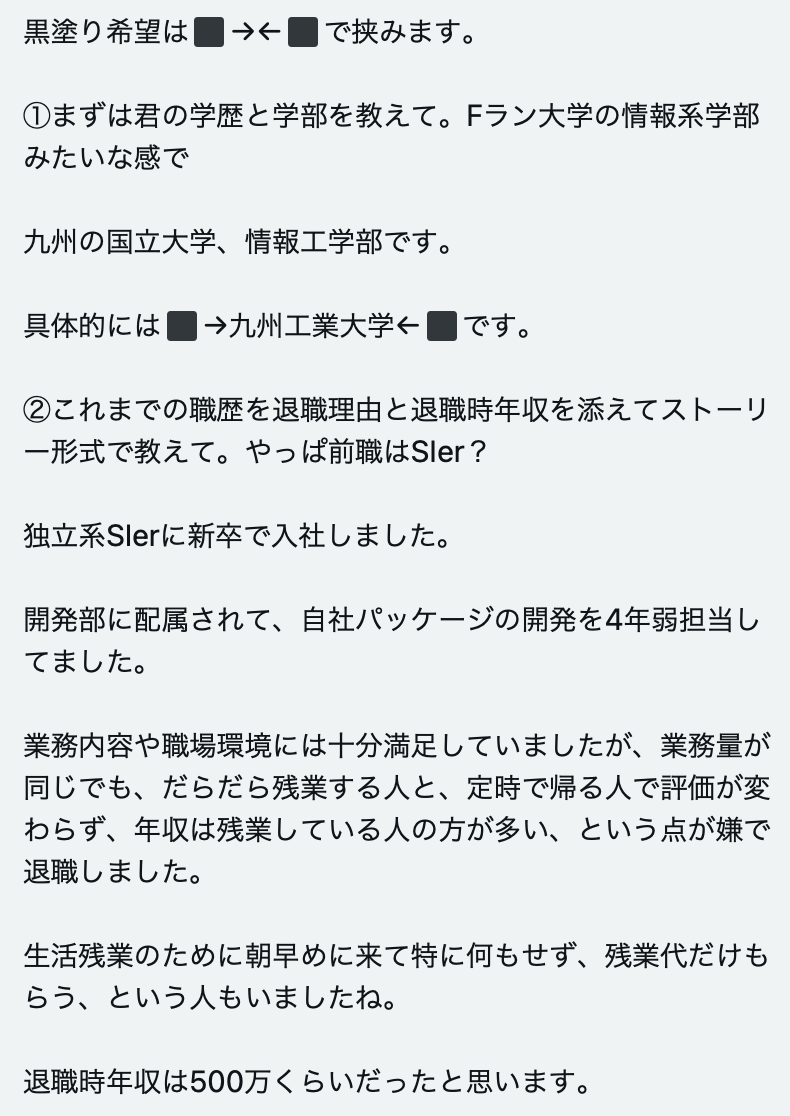 黒塗り希望は⬛→←⬛で挟みます。
①まずは君の学歴と学部を教えて。Fラン大学の情報系学部
みたいな感で
九州の国立大学、情報工学部です。
具体的には⬛→九州工業大学←⬛です。
②これまでの職歴を退職理由と退職時年収を添えてストーリ
ー形式で教えて。やっぱ前職はSIer？
独立系SIerに新卒で入社しました。
開発部に配属されて、自社パッケージの開発を4年弱担当し
てました。
業務内容や職場環境には十分満足していましたが、業務量が
同じでも、だらだら残業する人と、定時で帰る人で評価が変
わらず、年収は残業している人の方が多い、という点が嫌で
退職しました。
生活残業のために朝早めに来て特に何もせず、残業代だけも
らう、という人もいましたね。
退職時年収は500万くらいだったと思います。